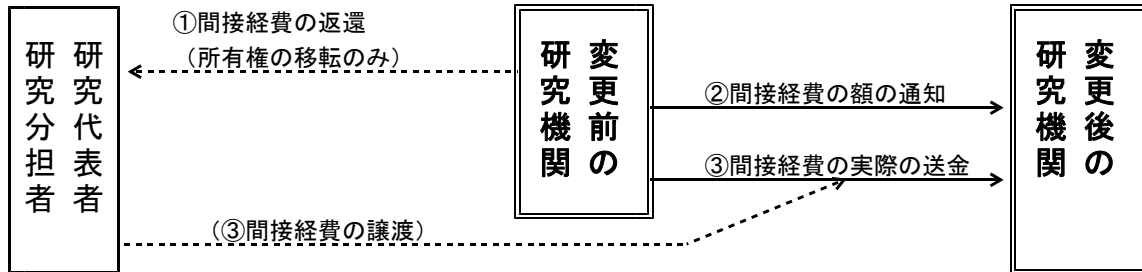 研究代表者
研究分担者
①間接経費の返還
（所有権の移転のみ）
変更前の
研究機関
②間接経費の額の通知
③間接経費の実際の送金
（③間接経費の譲渡）
変更後の
研究機関